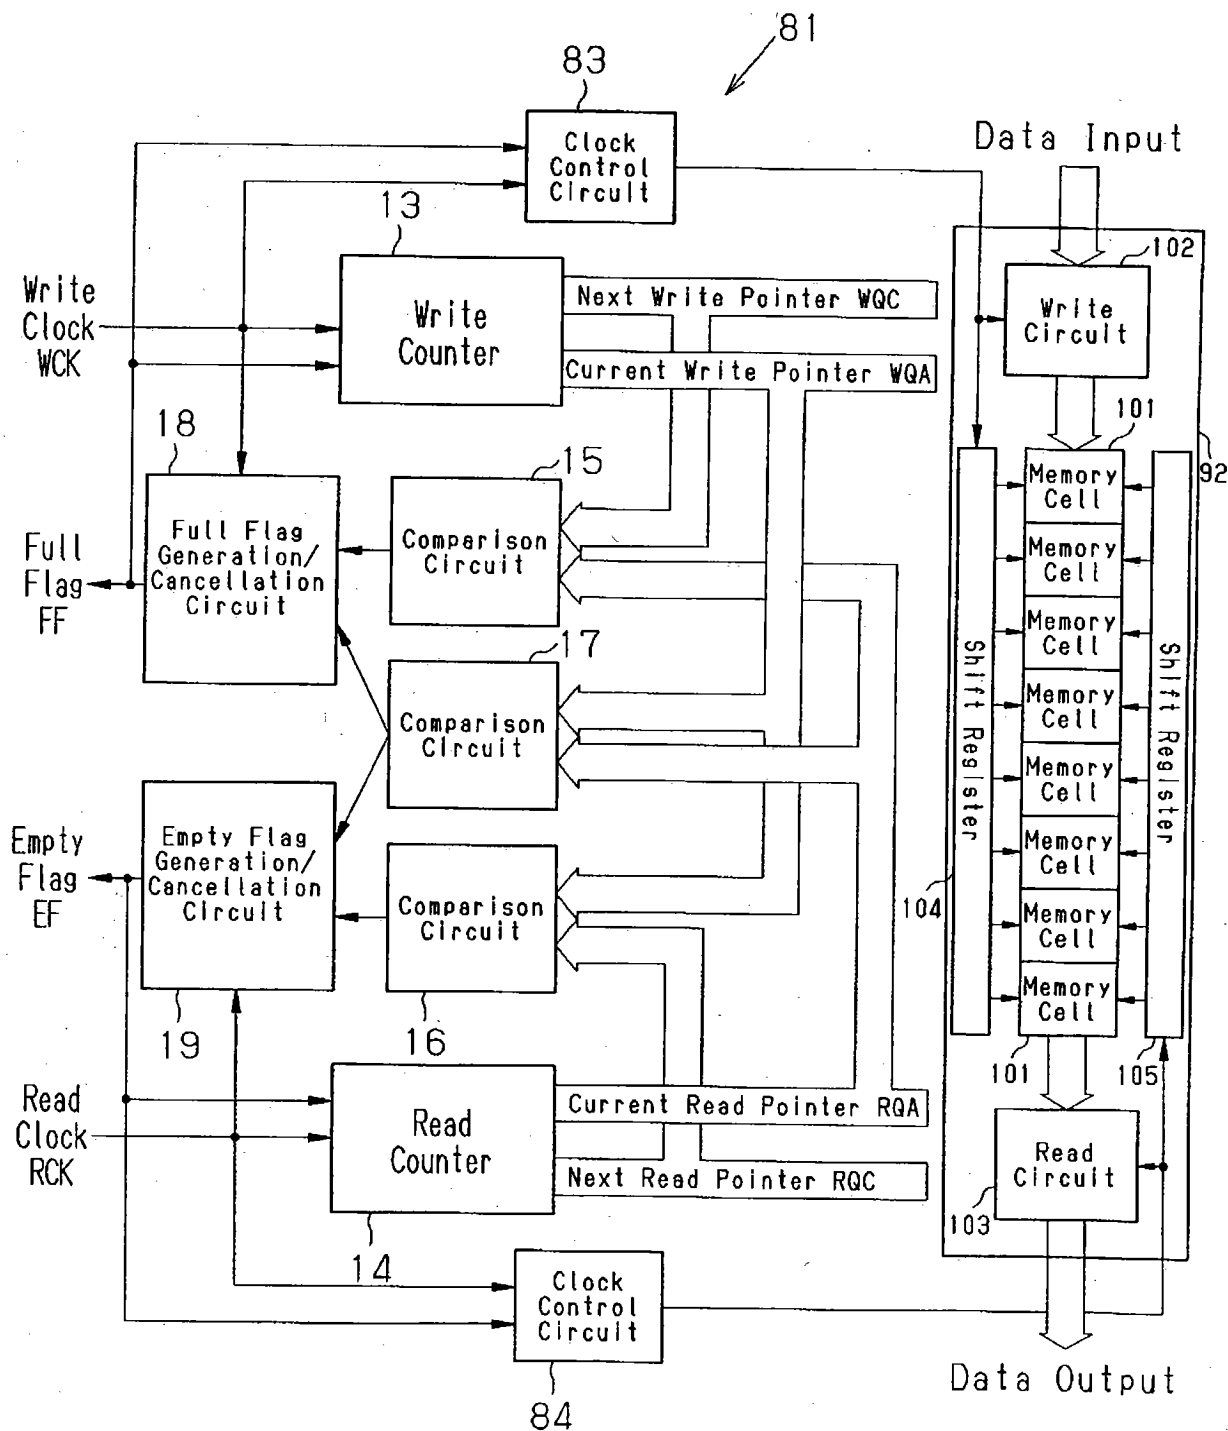 81
83
Clock
Control
Circuit
Data Input
13
102
Write
Clock
WCK
Write
Counter
Next Write Pointer WQC
Current Write Pointer WQA
Write
Circuit
18
15
101
92
Full Flag
Generation/
Cancellation
Circuit
Comparison
Circuit
Memory
Cell
Memory
Cell
Full
Flag
FF
17
Memory
Cell
Shift Register
Shift Register
Comparison
Circuit
Memory
Cell
Memory
Cell
Empty
Flag
EF
Empty Flag
Generation/
Cancellation
Circuit
Comparison
Circuit
Memory
Cell
104
Memory
Cell
Memory
Cell
19
16
101
105
Read
Clock
RCK
Read
Counter
Current Read Pointer RQA
Next Read Pointer RQC
Read
Circuit
103
14
Clock
Control
Circuit
84
Data Output